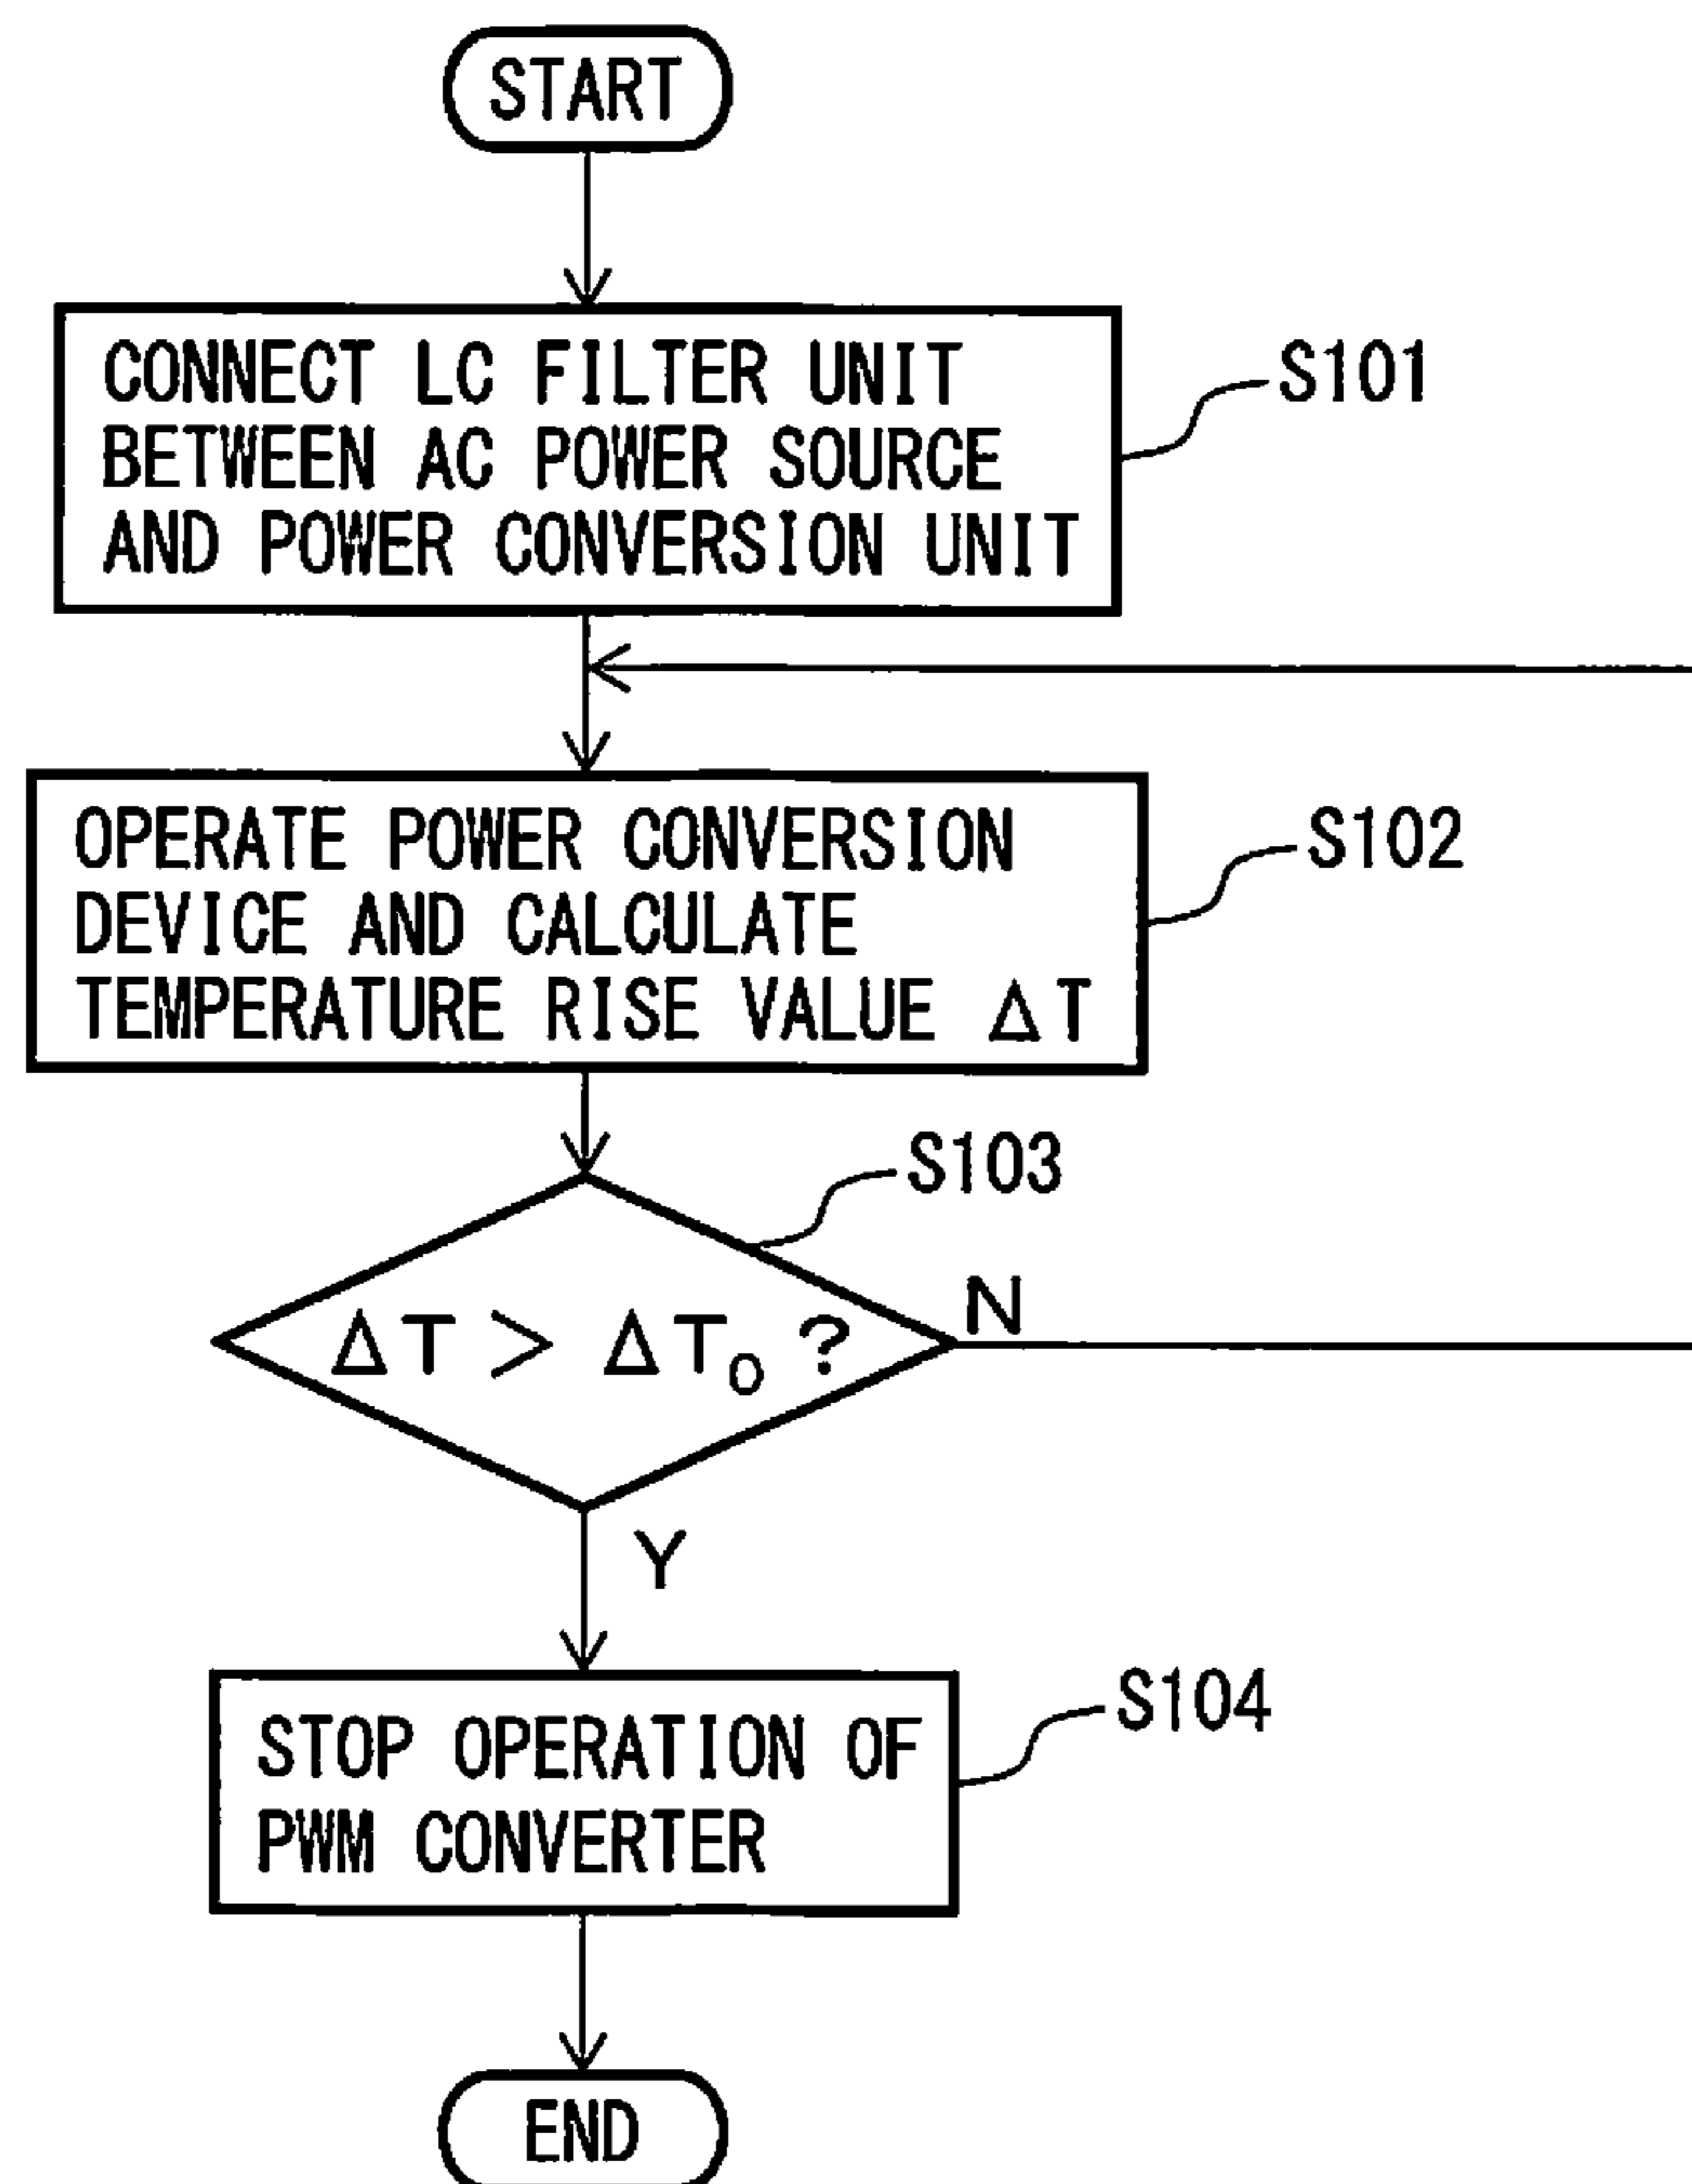 START
CONNECT LC FILTER UNIT
BETWEEN AC POWER SOURCE
AND POWER CONVERSION UNIT
S101
OPERATE POWER CONVERSION
DEVICE AND CALCULATE
TEMPERATURE RISE VALUE ΔT
S102
S103
ΔT > ΔT₀ ?
N
Y
STOP OPERATION OF
PWM CONVERTER
S104
END